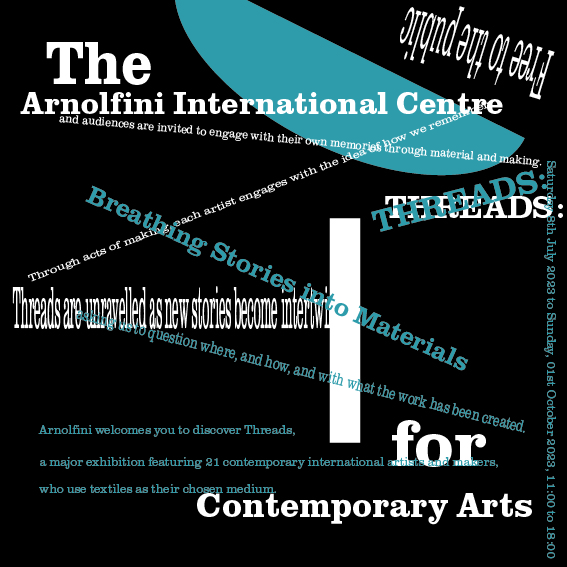 The
Free to the public
Arnolfini International Centre
and audiences are invited to engage with their own memories through material and making.
Through acts of making, each artist engages with the idea of how we remember
THREADS:
THREADS:
Breathing Stories into Materials
Saturday 8th July 2023 to Sunday, 01st October 2023, 11:00 to 18:00
Threads are unravelled as new stories become
asking us to question where, and how, and with what the work has been created.
for
Arnolfini welcomes you to discover Threads,
a major exhibition featuring 21 contemporary international artists and makers,
who use textiles as their chosen medium.
Contemporary Arts